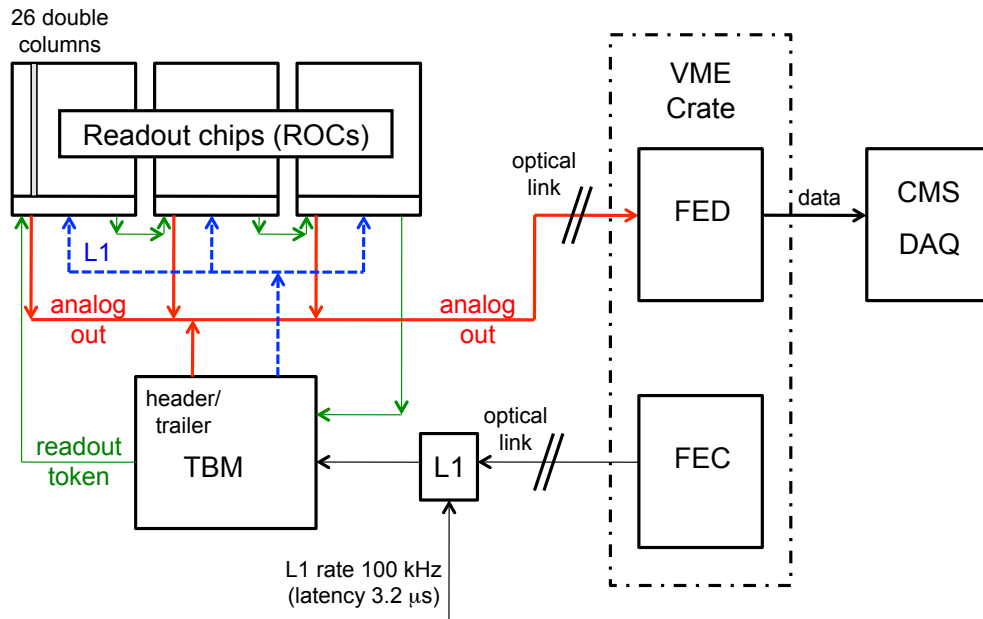 26 double
columns
Readout chips (ROCs)
L1
analog
out
analog
out
optical
link
VME
Crate
FED
data
CMS
DAQ
header/
trailer
TBM
readout
token
L1
optical
link
FEC
L1 rate 100 kHz
(latency 3.2 μs)